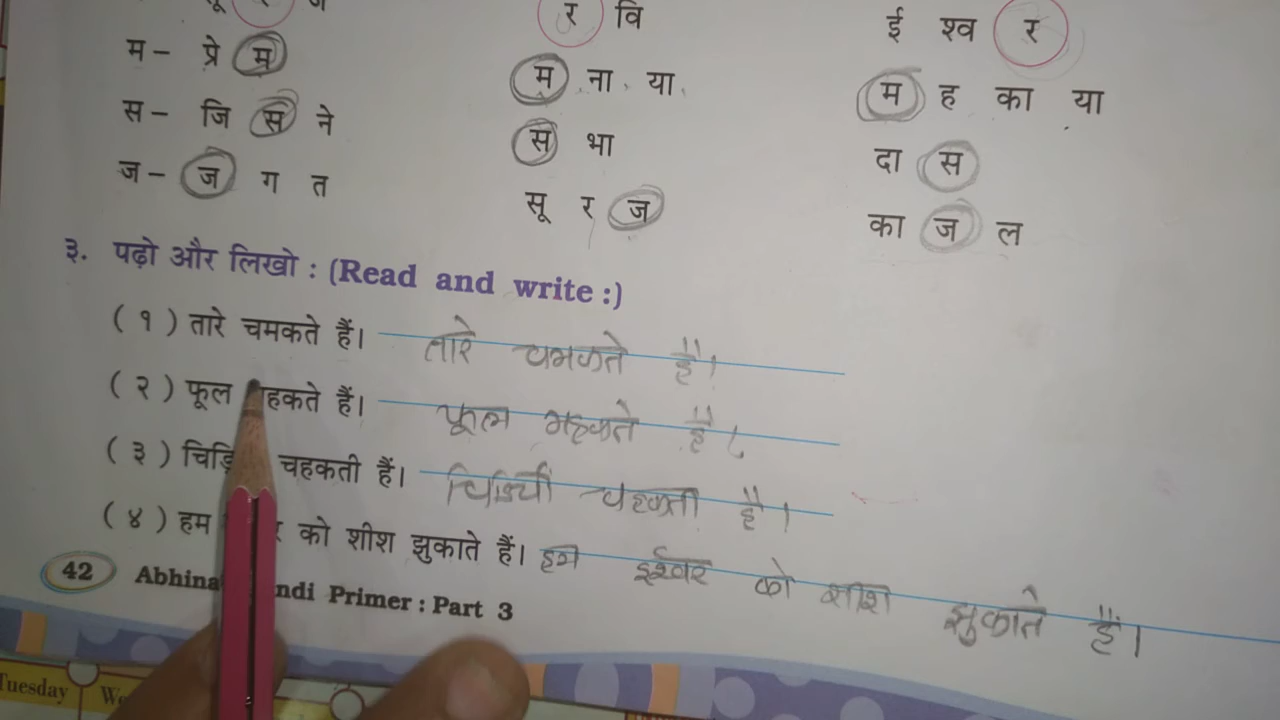 र वि
ई श्व र
म - प्रे म
म ना या
म ह का या
स - जि स ने
स भा
दा स
ज - ज ग त
सू र ज
का ज ल
३. पढ़ो और लिखो : (Read and write :)
( १ ) तारे चमकते हैं। तारे चमकते हैं।
( २ ) फूल हकते हैं। फूल महकते हैं।
( ३ ) चहकती हैं। चहकती हैं।
( ४ ) हम को शीश झुकाते हैं। हम ईश्वर को शीश झुकाते हैं।
42 Abhina ndi Primer : Part 3
Tuesday